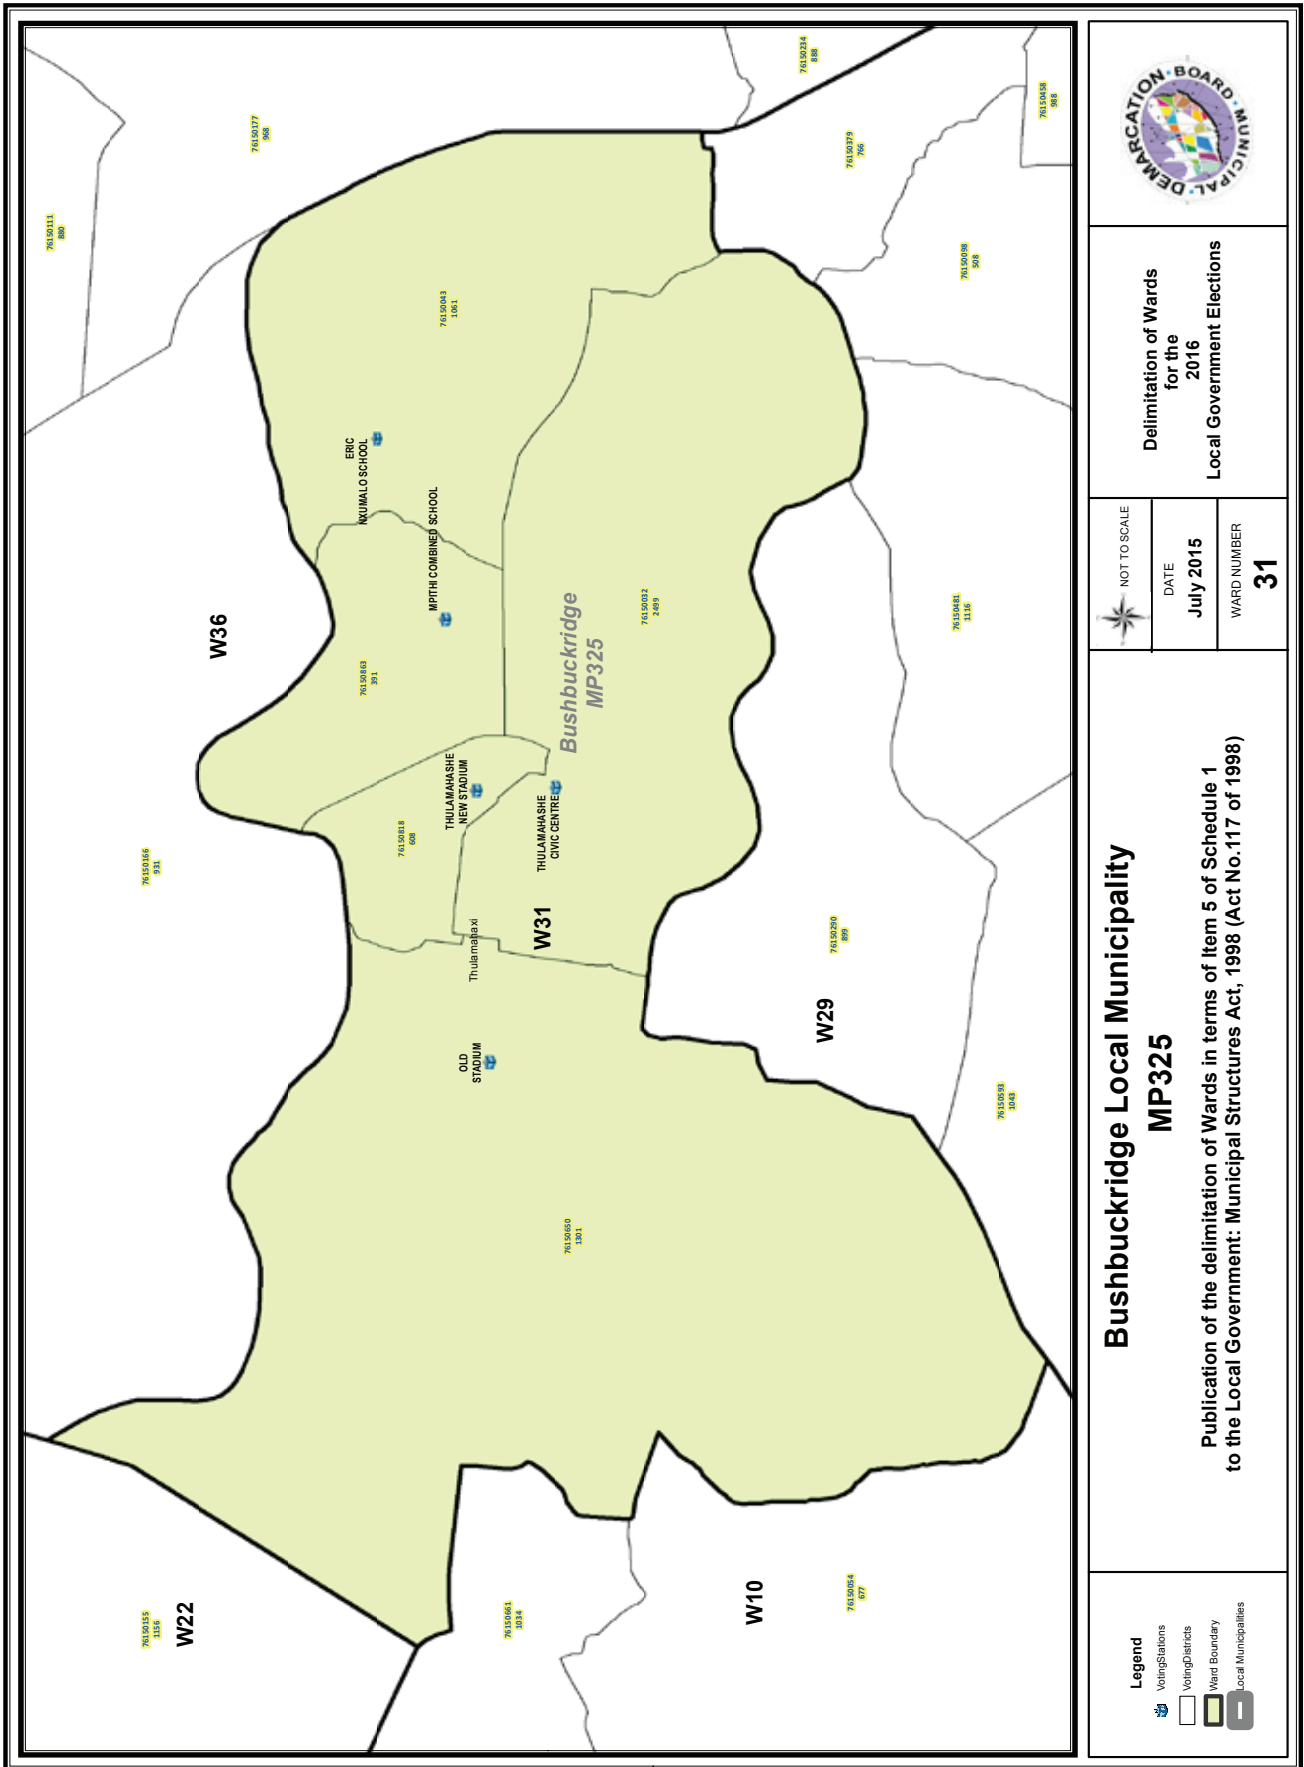 76150155
1156
W22
76150166
931
W36
76150177
968
76150111
880
76150234
888
76150458
988
76150379
766
76150098
508
76150043
1061
ERIC
NXUMALO SCHOOL
MPITHI COMBINED SCHOOL
76150863
391
THULAMAHASHE
NEW STADIUM
76150818
608
THULAMAHASHE
CIVIC CENTRE
Bushbuckridge
MP325
76150032
2499
Thulamahaxi
W31
OLD
STADIUM
76150650
1301
76150661
1034
W10
76150054
677
W29
76150290
899
76150593
1043
76150481
1116
Legend
VotingStations
VotingDistricts
Ward Boundary
Local Municipalities
Bushbuckridge Local Municipality
MP325
Publication of the delimitation of Wards in terms of Item 5 of Schedule 1
to the Local Government: Municipal Structures Act, 1998 (Act No.117 of 1998)
NOT TO SCALE
DATE
July 2015
WARD NUMBER
31
Delimitation of Wards
for the
2016
Local Government Elections
MUNICIPAL · DEMARCATION · BOARD ·